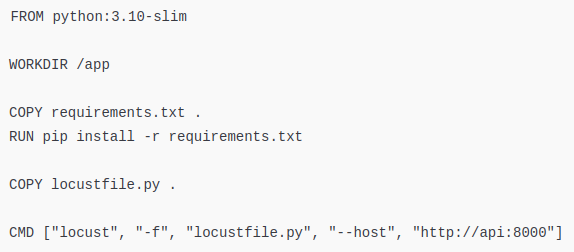 FROM python:3.10-slim
WORKDIR /app
COPY requirements.txt .
RUN pip install -r requirements.txt
COPY locustfile.py .
CMD ["locust", "-f", "locustfile.py", "--host", "http://api:8000"]